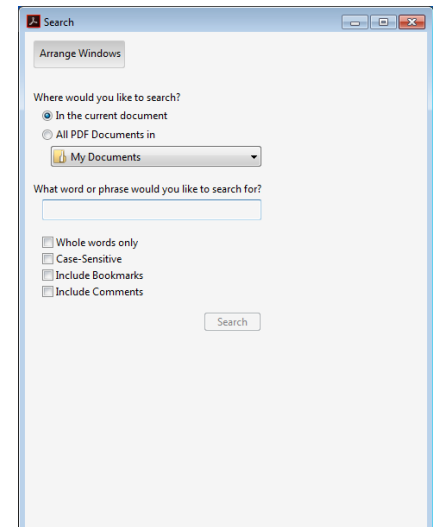 Search
Arrange Windows
Where would you like to search?
In the current document
All PDF Documents in
My Documents
What word or phrase would you like to search for?
Whole words only
Case-Sensitive
Include Bookmarks
Include Comments
Search